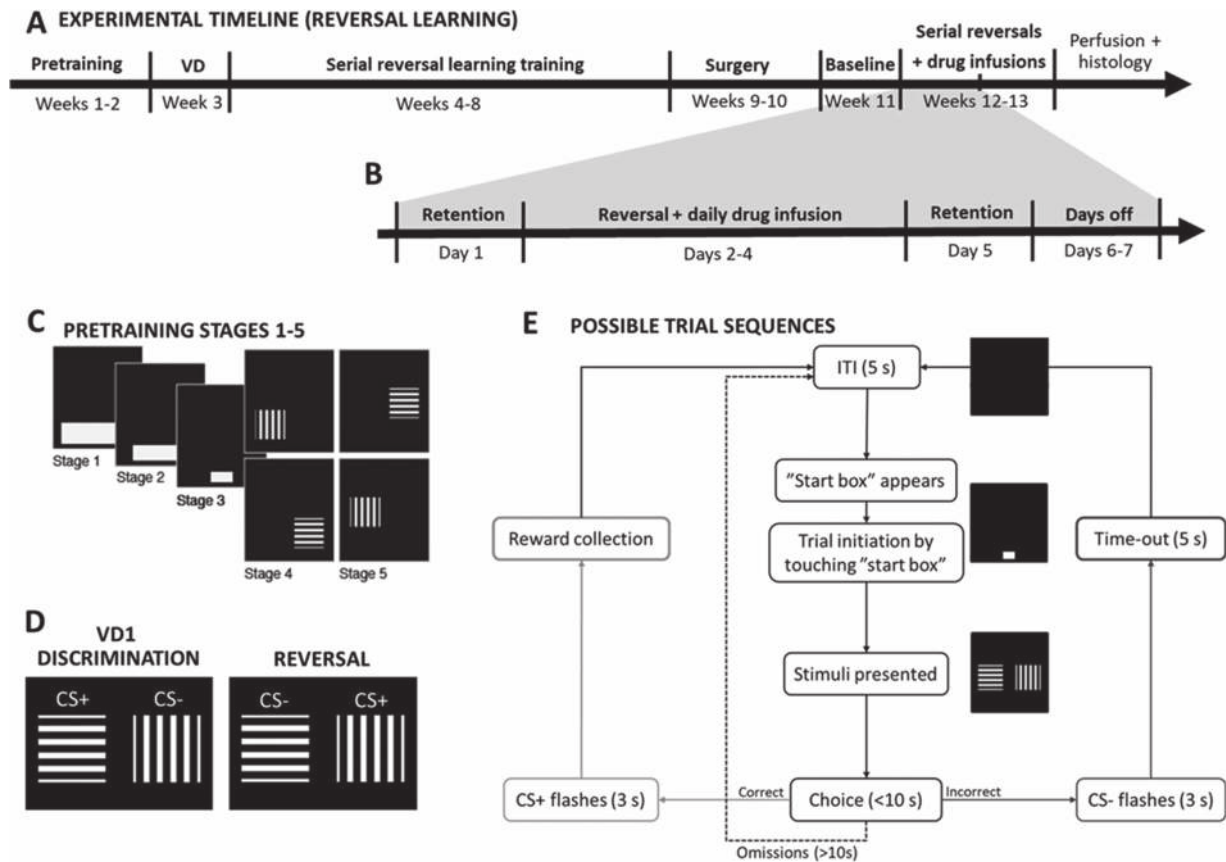 A EXPERIMENTAL TIMELINE (REVERSAL LEARNING)
Pretraining
Weeks 1-2
VD
Week 3
Serial reversal learning training
Weeks 4-8
Surgery
Weeks 9-10
Baseline
Week 11
Serial reversals
+ drug infusions
Weeks 12-13
Perfusion +
histology
B
Retention
Day 1
Reversal + daily drug infusion
Days 2-4
Retention
Day 5
Days off
Days 6-7
C PRETRAINING STAGES 1-5
Stage 1
Stage 2
Stage 3
Stage 4
Stage 5
D
VD1
DISCRIMINATION
CS+ CS-
REVERSAL
CS- CS+
E POSSIBLE TRIAL SEQUENCES
ITI (5 s)
"Start box" appears
Trial initiation by
touching "start box"
Stimuli presented
Choice (<10 s)
Correct
Incorrect
Omissions (>10s)
CS+ flashes (3 s)
Reward collection
CS- flashes (3 s)
Time-out (5 s)